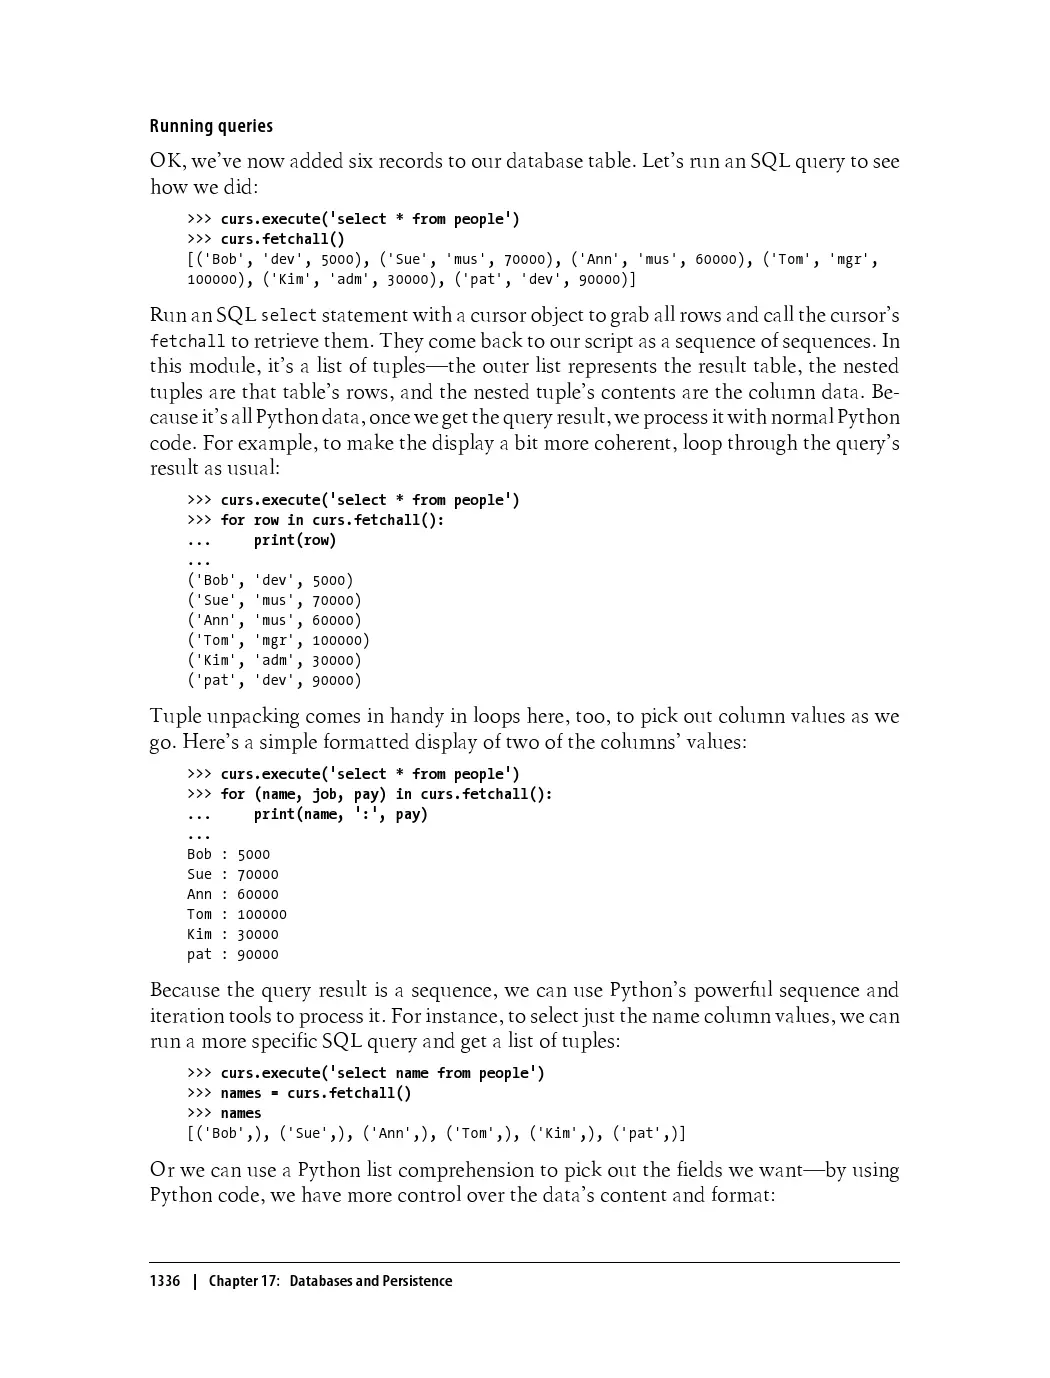 Running queries
OK, we’ve now added six records to our database table. Let’s run an SQL query to see
how we did:
>>> curs.execute('select * from people')
>>> curs.fetchall()
[('Bob', 'dev', 5000), ('Sue', 'mus', 70000), ('Ann', 'mus', 60000), ('Tom', 'mgr',
100000), ('Kim', 'adm', 30000), ('pat', 'dev', 90000)]
Run an SQL select statement with a cursor object to grab all rows and call the cursor’s
fetchall to retrieve them. They come back to our script as a sequence of sequences. In
this module, it’s a list of tuples—the outer list represents the result table, the nested
tuples are that table’s rows, and the nested tuple’s contents are the column data. Be-
cause it’s all Python data, once we get the query result, we process it with normal Python
code. For example, to make the display a bit more coherent, loop through the query’s
result as usual:
>>> curs.execute('select * from people')
>>> for row in curs.fetchall():
...     print(row)
...
('Bob', 'dev', 5000)
('Sue', 'mus', 70000)
('Ann', 'mus', 60000)
('Tom', 'mgr', 100000)
('Kim', 'adm', 30000)
('pat', 'dev', 90000)
Tuple unpacking comes in handy in loops here, too, to pick out column values as we
go. Here’s a simple formatted display of two of the columns’ values:
>>> curs.execute('select * from people')
>>> for (name, job, pay) in curs.fetchall():
...     print(name, ':', pay)
...
Bob : 5000
Sue : 70000
Ann : 60000
Tom : 100000
Kim : 30000
pat : 90000
Because the query result is a sequence, we can use Python’s powerful sequence and
iteration tools to process it. For instance, to select just the name column values, we can
run a more specific SQL query and get a list of tuples:
>>> curs.execute('select name from people')
>>> names = curs.fetchall()
>>> names
[('Bob',), ('Sue',), ('Ann',), ('Tom',), ('Kim',), ('pat',)]
Or we can use a Python list comprehension to pick out the fields we want—by using
Python code, we have more control over the data’s content and format:
1336 | Chapter 17: Databases and Persistence